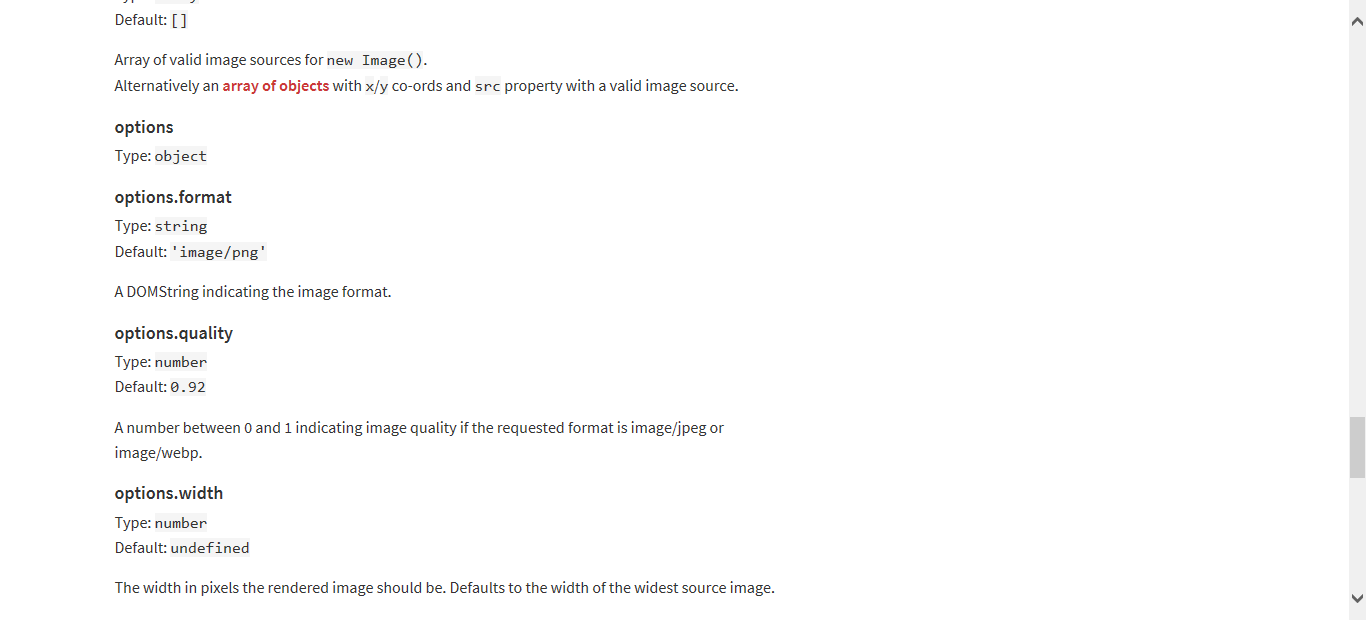 Default: []
Array of valid image sources for new Image().
Alternatively an array of objects with x/y co-ords and src property with a valid image source.
options
Type: object
options.format
Type: string
Default: 'image/png'
A DOMString indicating the image format.
options.quality
Type: number
Default: 0.92
A number between 0 and 1 indicating image quality if the requested format is image/jpeg or
image/webp.
options.width
Type: number
Default: undefined
The width in pixels the rendered image should be. Defaults to the width of the widest source image.